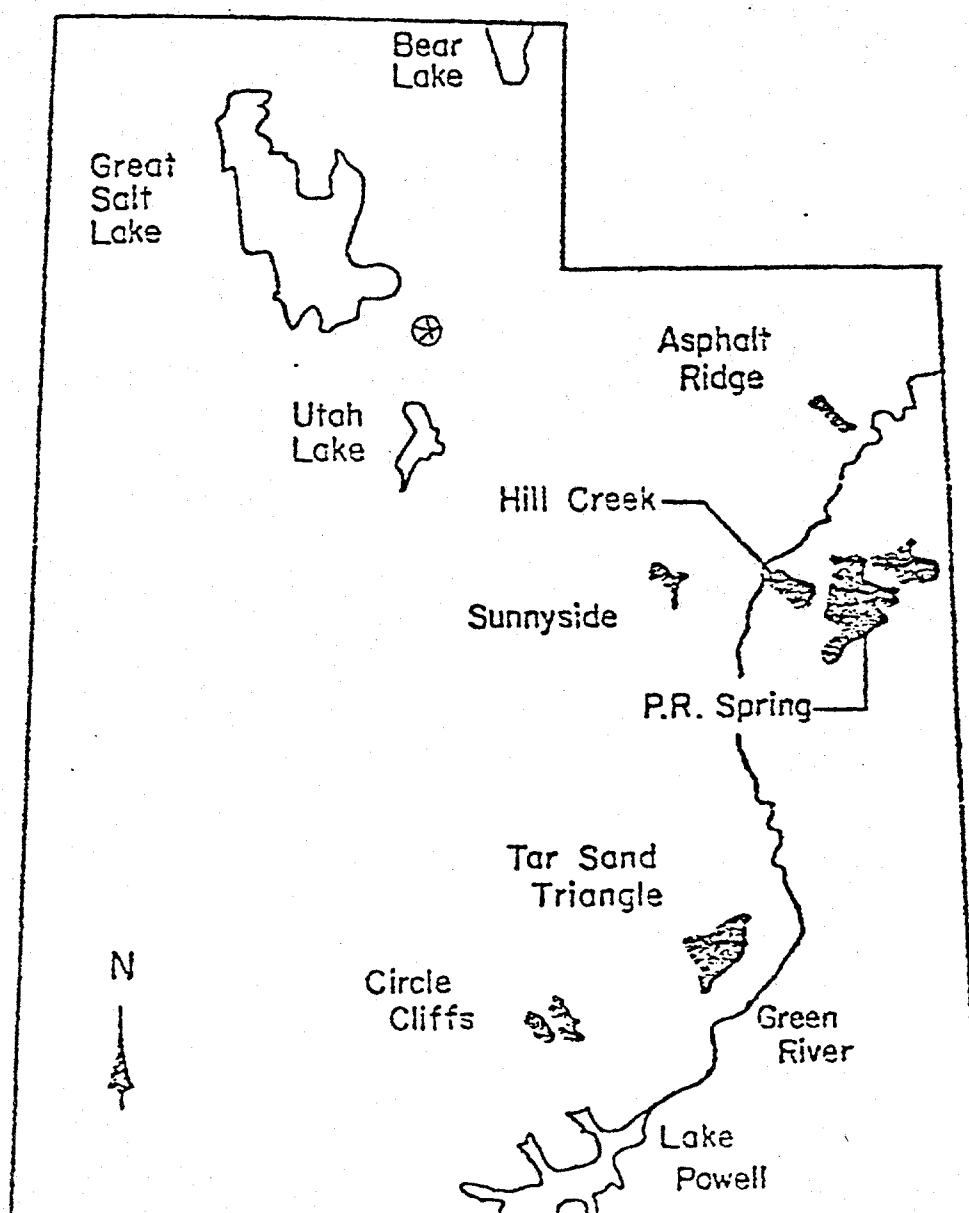 Bear
Lake
Great
Salt
Lake
Asphalt
Ridge
Utah
Lake
Hill Creek
Sunnyside
P.R. Spring
Tar Sand
Triangle
N
Circle
Cliffs
Green
River
Lake
Powell